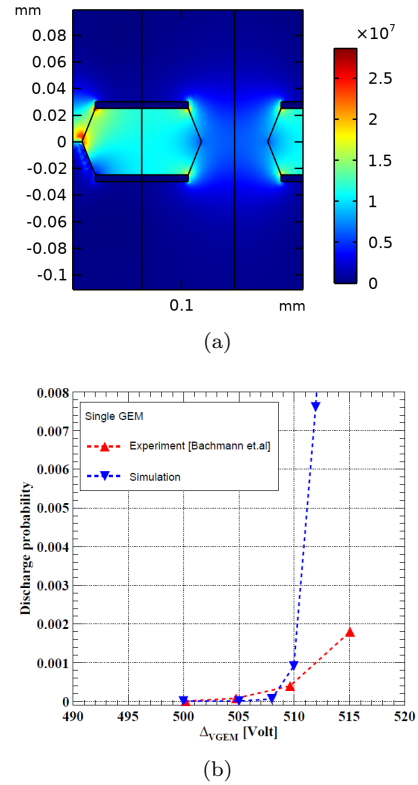 mm
×10⁷
0.1
0.08
0.06
0.04
0.02
0
-0.02
-0.04
-0.06
-0.08
-0.1
0.1
mm
2.5
2
1.5
1
0.5
0
(a)
0.008
0.007
0.006
0.005
0.004
0.003
0.002
0.001
0
Discharge probability
Single GEM
Experiment [Bachmann et.al]
Simulation
490 495 500 505 510 515 520
Δ_VGEM [Volt]
(b)